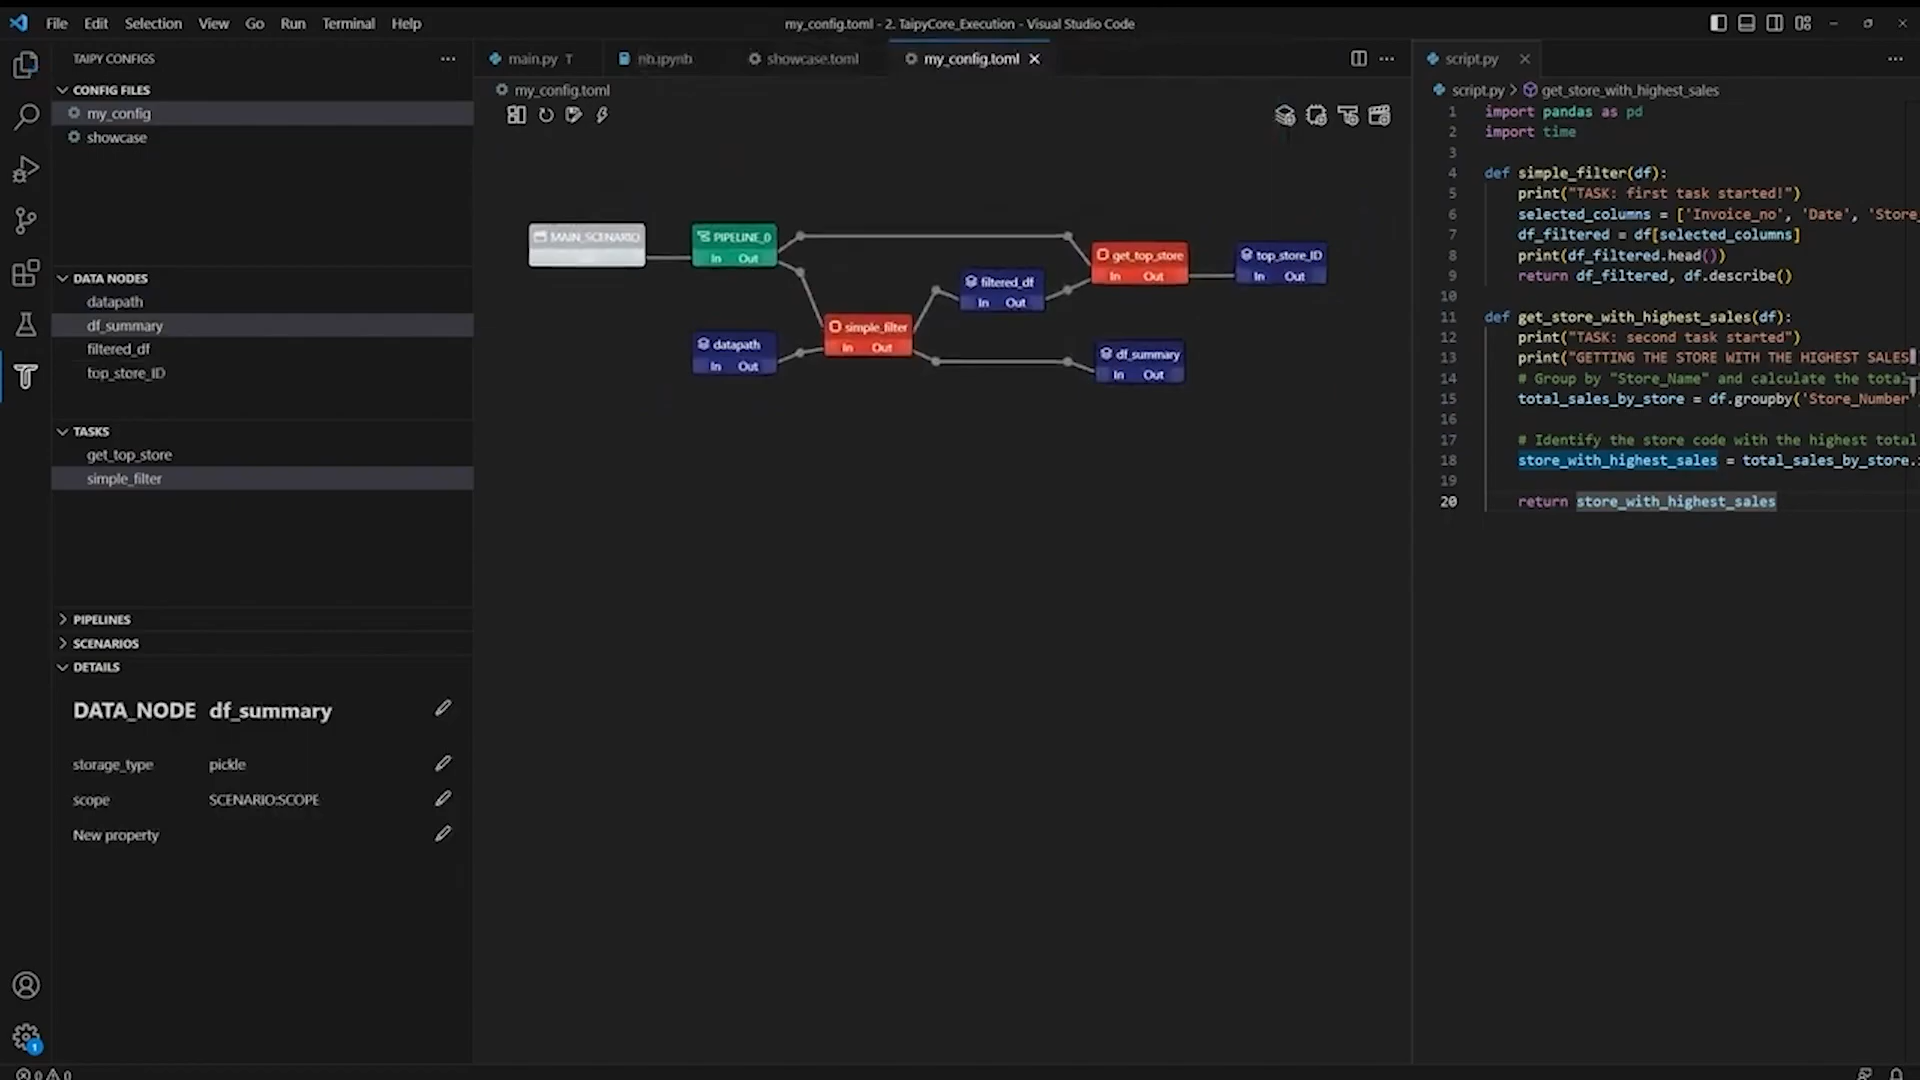 File Edit Selection View Go Run Terminal Help
my_config.toml - 2. TaipyCore_Execution - Visual Studio Code
TAIPY CONFIGS
CONFIG FILES
my_config
showcase
DATA NODES
datapath
df_summary
filtered_df
top_store_ID
TASKS
get_top_store
simple_filter
PIPELINES
SCENARIOS
DETAILS
DATA_NODE df_summary
storage_type pickle
scope SCENARIO:SCOPE
New property
1
0 0
main.py T nb.ipynb showcase.toml my_config.toml
my_config.toml
MAIN_SCENARIO
PIPELINE_0
In Out
get_top_store
In Out
top_store_ID
In Out
filtered_df
In Out
simple_filter
In Out
datapath
In Out
df_summary
In Out
script.py
script.py > get_store_with_highest_sales
1 import pandas as pd
2 import time
3
4 def simple_filter(df):
5 print("TASK: first task started!")
6 selected_columns = ['Invoice_no', 'Date', 'Store_
7 df_filtered = df[selected_columns]
8 print(df_filtered.head())
9 return df_filtered, df.describe()
10
11 def get_store_with_highest_sales(df):
12 print("TASK: second task started")
13 print("GETTING THE STORE WITH THE HIGHEST SALES
14 # Group by "Store_Name" and calculate the total
15 total_sales_by_store = df.groupby('Store_Number'
16
17 # Identify the store code with the highest total
18 store_with_highest_sales = total_sales_by_store.
19
20 return store_with_highest_sales